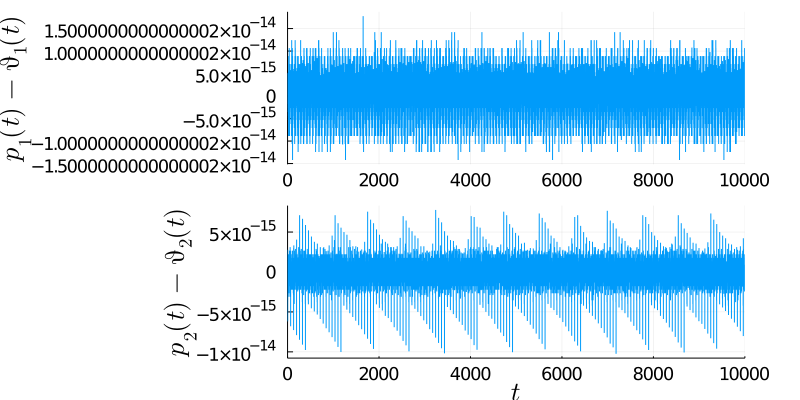 p₁(t) − ϑ₁(t)
1.5000000000000002×10⁻¹⁴
1.0000000000000002×10⁻¹⁴
5.0×10⁻¹⁵
0
−5.0×10⁻¹⁵
−1.0000000000000002×10⁻¹⁴
−1.5000000000000002×10⁻¹⁴
0 2000 4000 6000 8000 10000
p₂(t) − ϑ₂(t)
5×10⁻¹⁵
0
−5×10⁻¹⁵
−1×10⁻¹⁴
0 2000 4000 6000 8000 10000
t